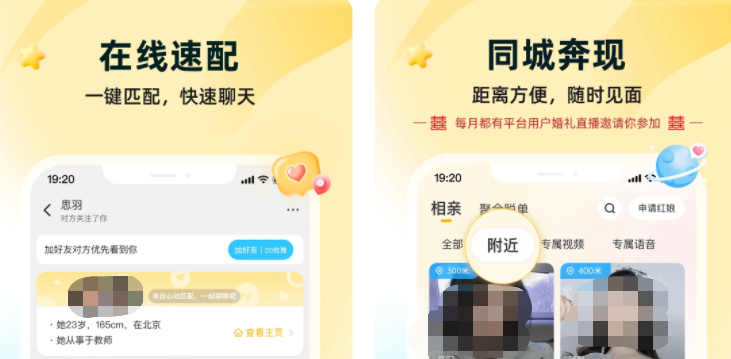 在线速配
一键匹配，快速聊天
19:20
思羽
对方关注了你
加好友对方优先看到你
加好友 | 20玫瑰
来自心动匹配，一起聊聊吧
· 她23岁，165cm，在北京
· 她从事于教师
查看主页
同城奔现
距离方便，随时见面
囍 每月都有平台用户婚礼直播邀请你参加 囍
19:20
相亲
聚会脱单
申请红娘
全部
附近
专属视频
专属语音
500米
400米